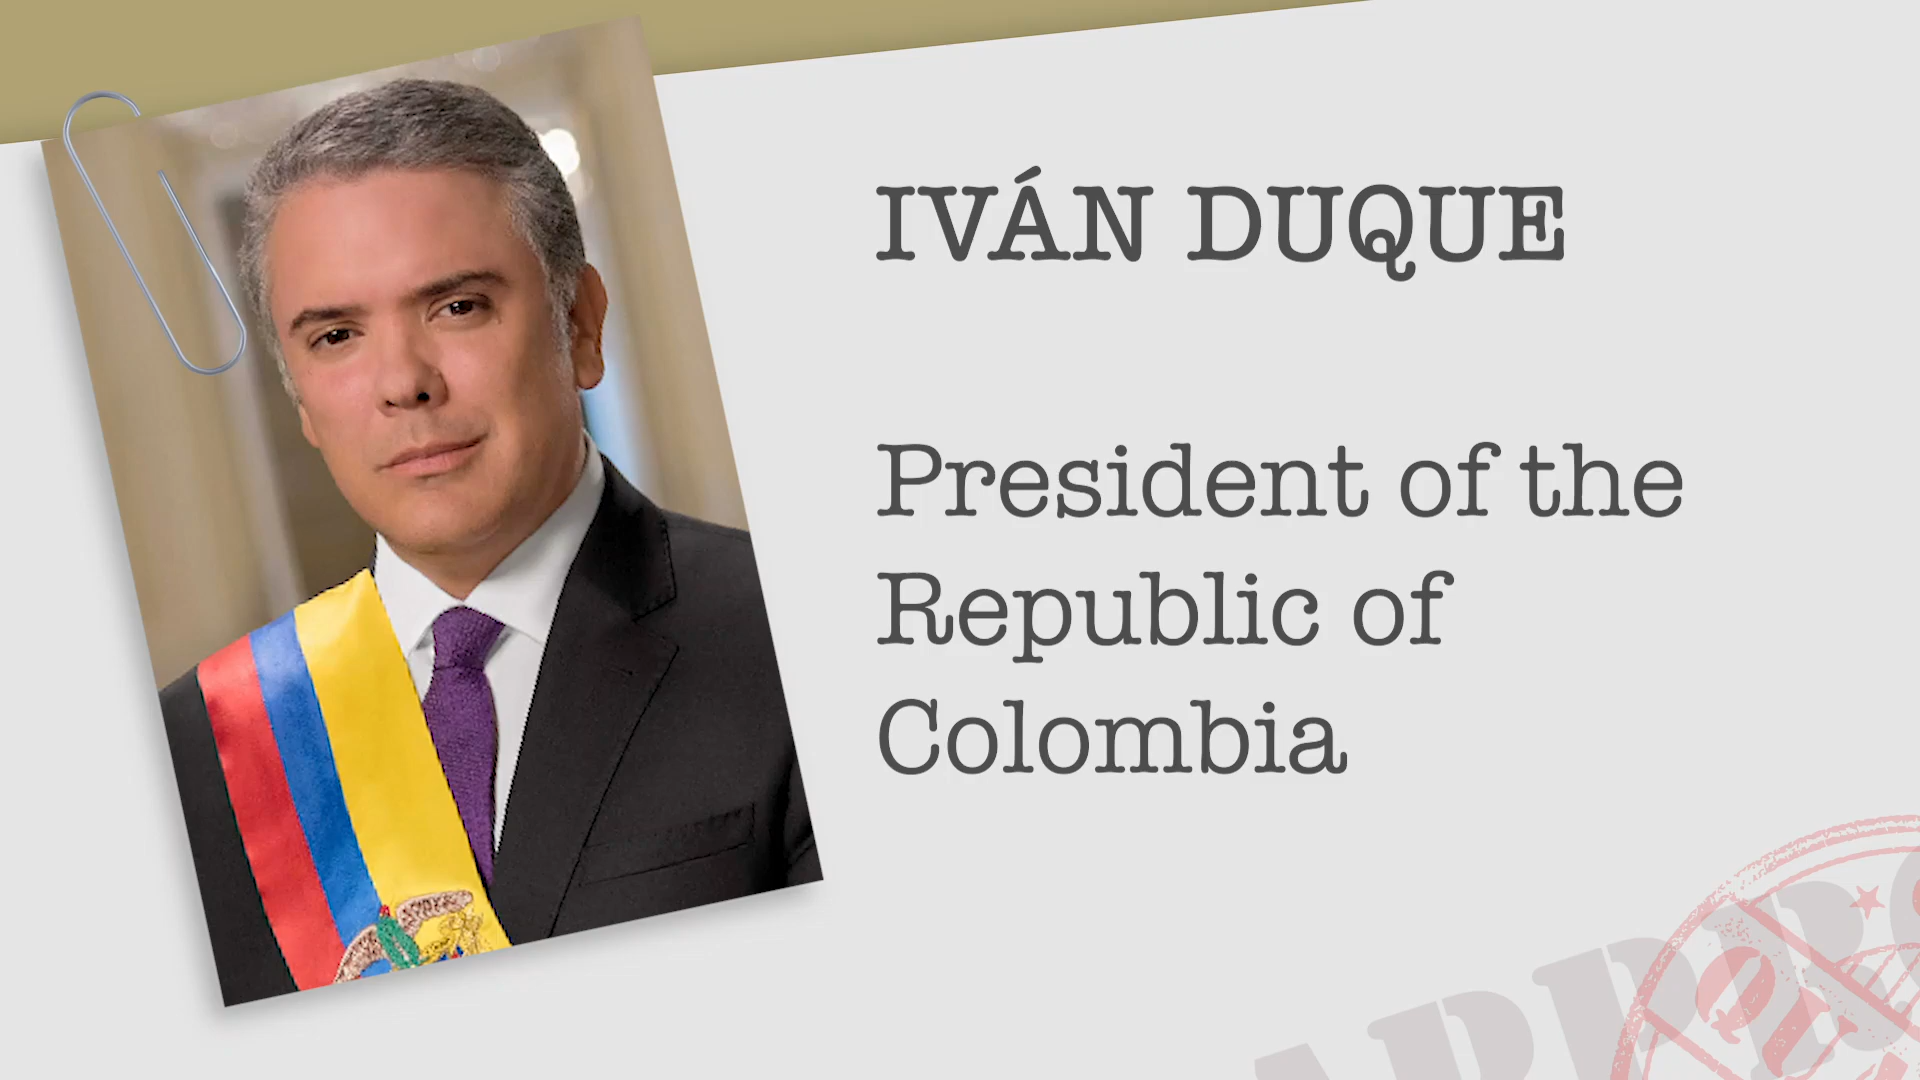 IVÁN DUQUE
President of the
Republic of
Colombia